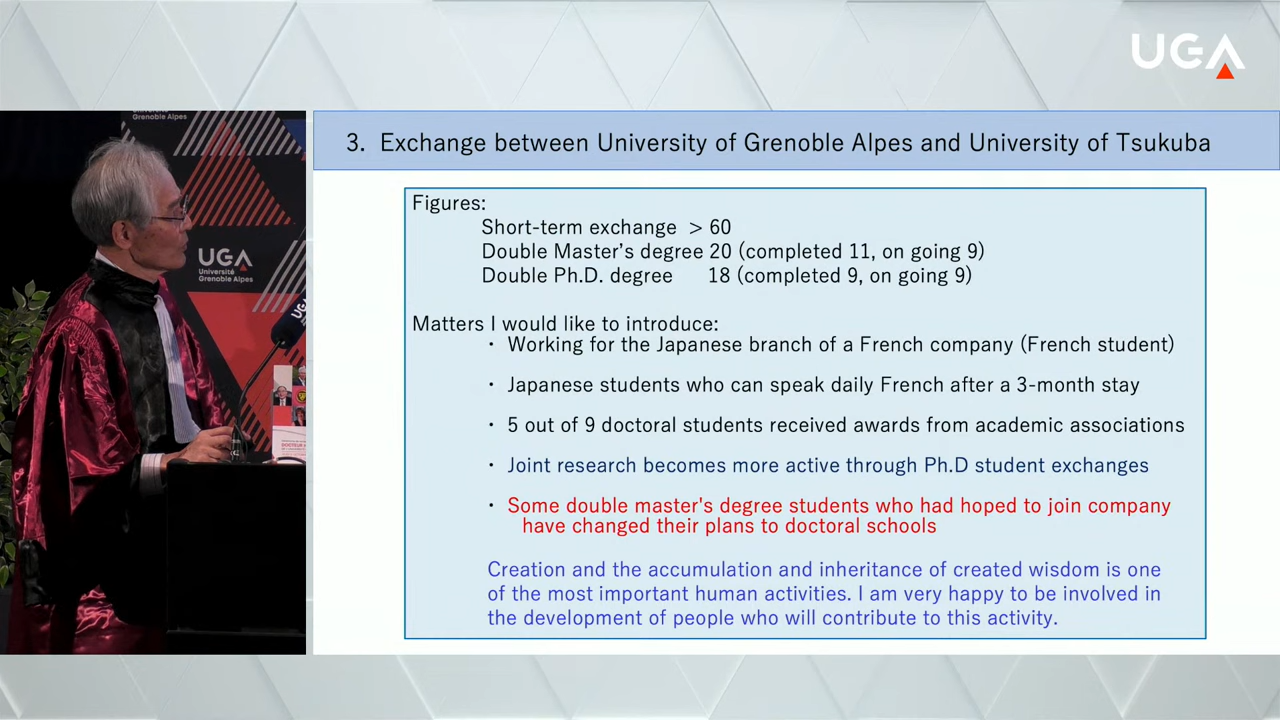 UGA
3. Exchange between University of Grenoble Alpes and University of Tsukuba
Figures:
Short-term exchange > 60
Double Master's degree 20 (completed 11, on going 9)
Double Ph.D. degree 18 (completed 9, on going 9)
Matters I would like to introduce:
・ Working for the Japanese branch of a French company (French student)
・ Japanese students who can speak daily French after a 3-month stay
・ 5 out of 9 doctoral students received awards from academic associations
・ Joint research becomes more active through Ph.D student exchanges
・ Some double master's degree students who had hoped to join company
have changed their plans to doctoral schools
Creation and the accumulation and inheritance of created wisdom is one
of the most important human activities. I am very happy to be involved in
the development of people who will contribute to this activity.
Université
Grenoble Alpes
UGA
Université
Grenoble Alpes
UGA
DOCTEUR